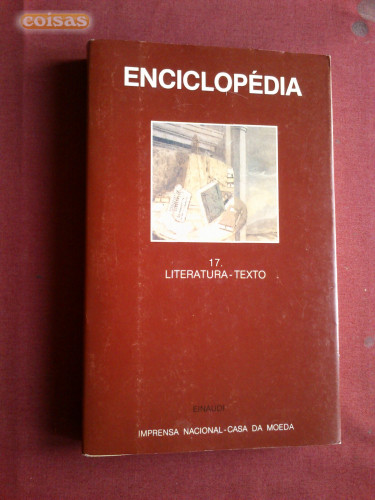 coisas
ENCICLOPÉDIA
17.
LITERATURA-TEXTO
EINAUDI
IMPRENSA NACIONAL-CASA DA MOEDA